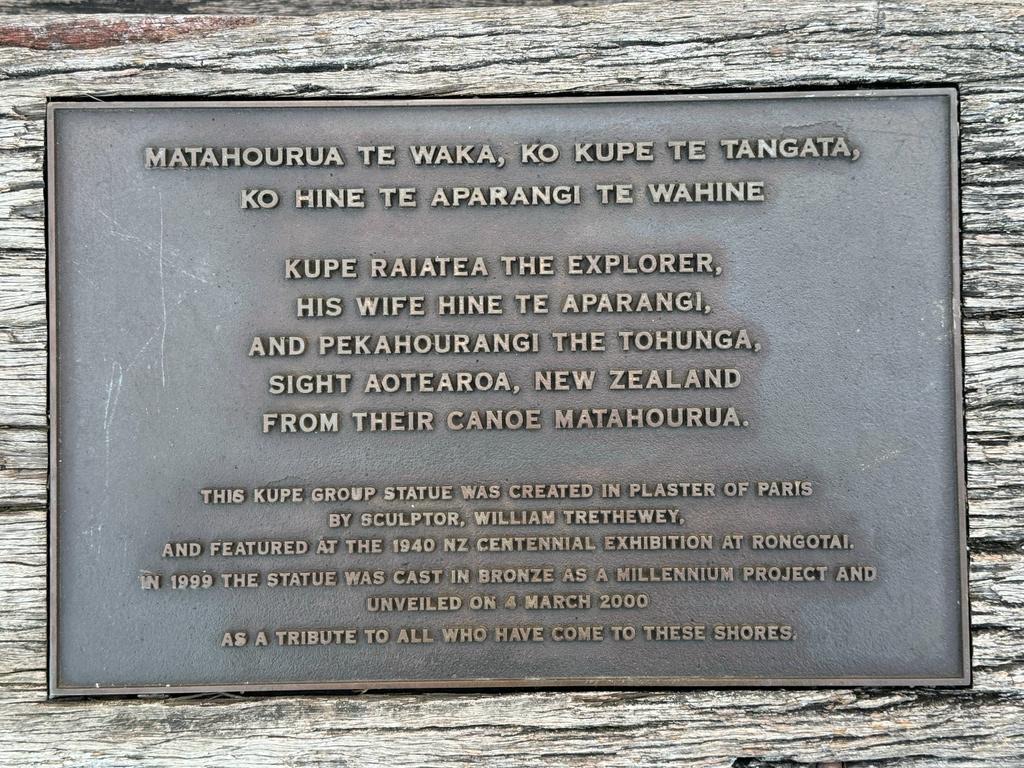 MATAHOURUA TE WAKA, KO KUPE TE TANGATA,
KO HINE TE APARANGI TE WAHINE
KUPE RAIATEA THE EXPLORER,
HIS WIFE HINE TE APARANGI,
AND PEKAHOURANGI THE TOHUNGA,
SIGHT AOTEAROA, NEW ZEALAND
FROM THEIR CANOE MATAHOURUA.
THIS KUPE GROUP STATUE WAS CREATED IN PLASTER OF PARIS
BY SCULPTOR, WILLIAM TRETHEWEY,
AND FEATURED AT THE 1940 NZ CENTENNIAL EXHIBITION AT RONGOTAI.
IN 1999 THE STATUE WAS CAST IN BRONZE AS A MILLENNIUM PROJECT AND
UNVEILED ON 4 MARCH 2000
AS A TRIBUTE TO ALL WHO HAVE COME TO THESE SHORES.